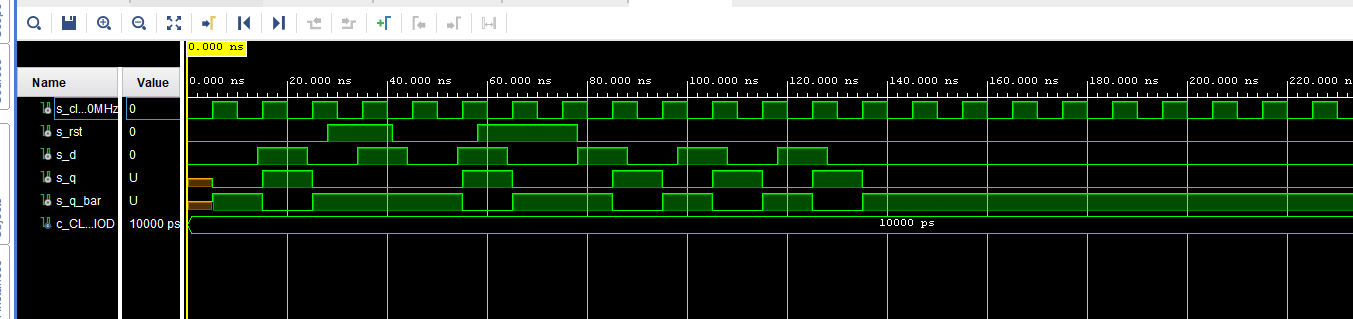 0.000 ns
Name Value 0.000 ns 20.000 ns 40.000 ns 60.000 ns 80.000 ns 100.000 ns 120.000 ns 140.000 ns 160.000 ns 180.000 ns 200.000 ns 220.000
s_cl...0MHz 0
s_rst 0
s_d 0
s_q U
s_q_bar U
c_CL...IOD 10000 ps 10000 ps